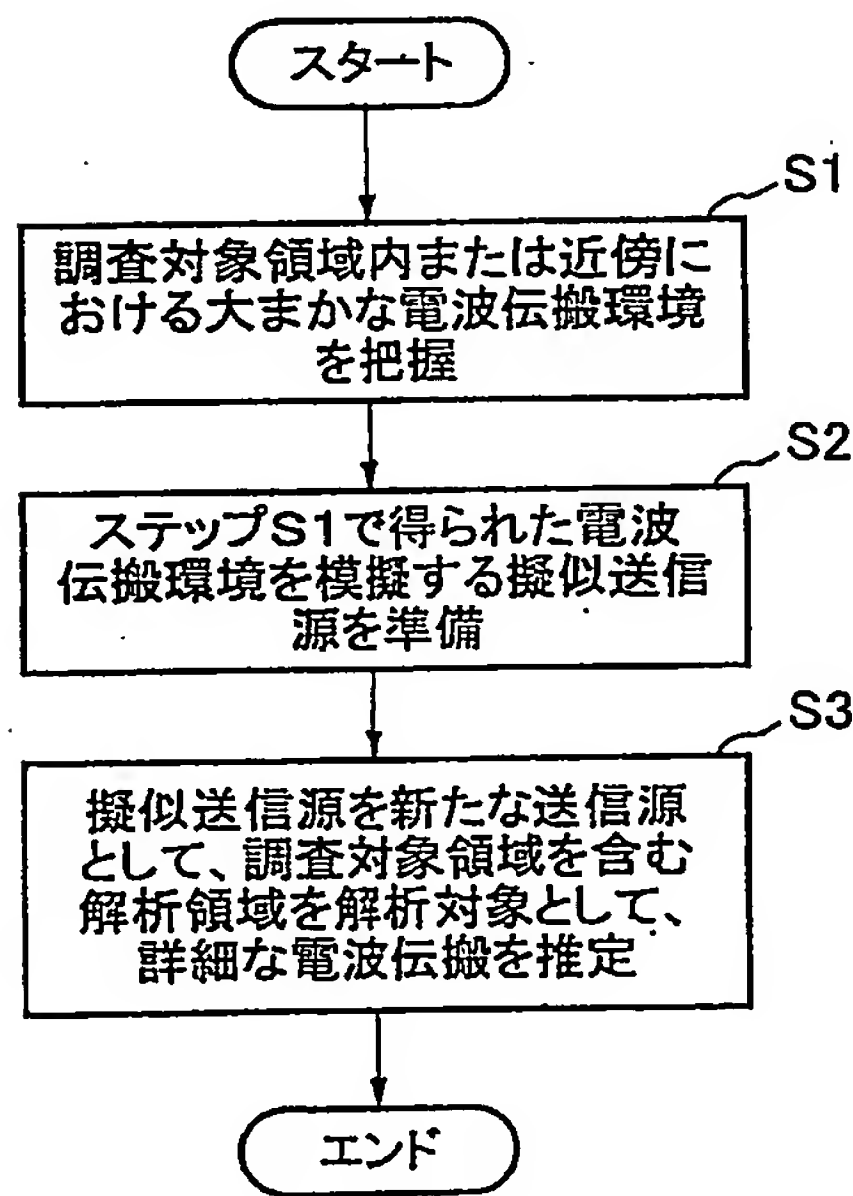 スタート
S1
調査対象領域内または近傍に
おける大まかな電波伝搬環境
を把握
S2
ステップS1で得られた電波
伝搬環境を模擬する擬似送信
源を準備
S3
擬似送信源を新たな送信源
として、調査対象領域を含む
解析領域を解析対象として、
詳細な電波伝搬を推定
エンド